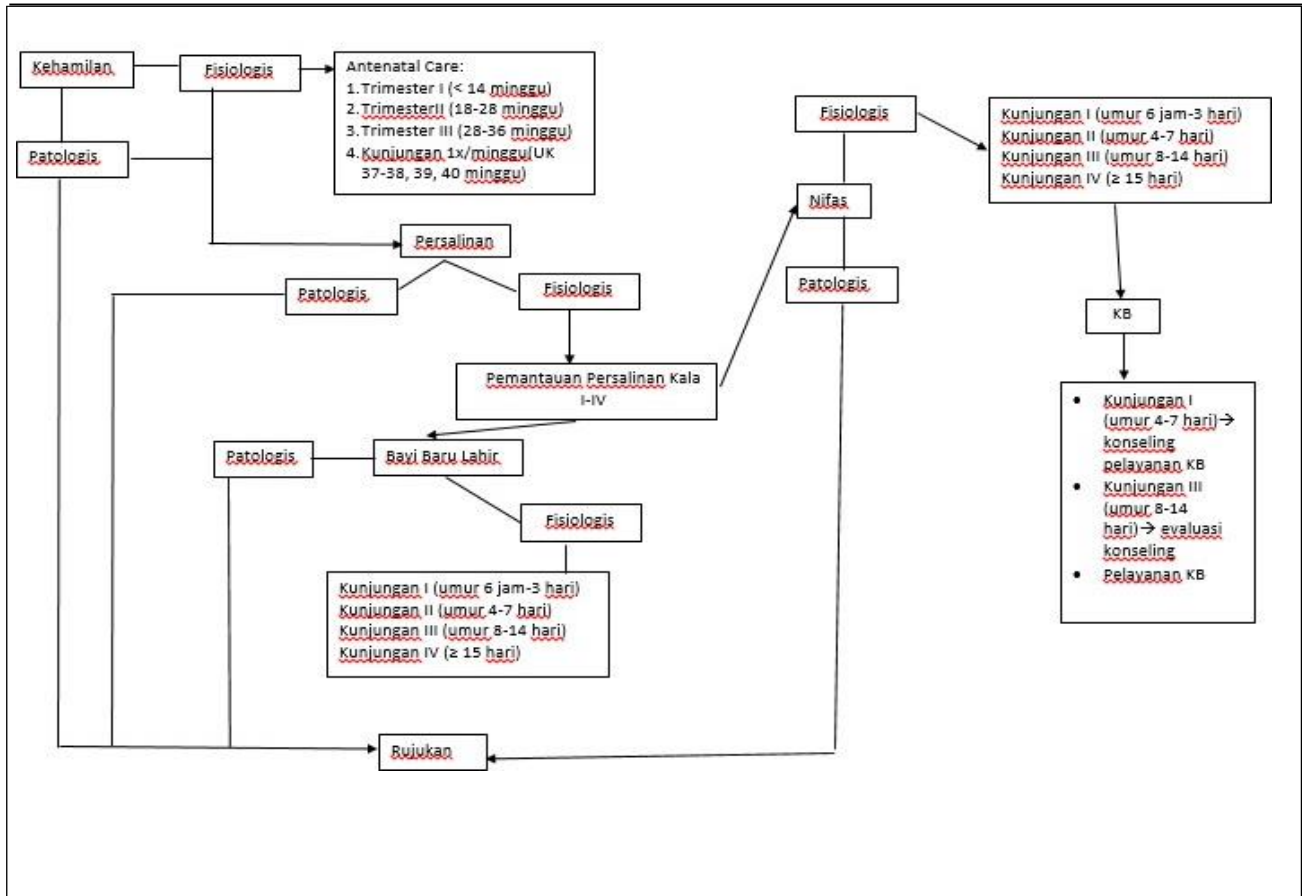 Kehamilan
Fisiologis
Antenatal Care:
1.Trimester I (< 14 minggu)
2.TrimesterII (18-28 minggu)
3.Trimester III (28-36 minggu)
4.Kunjungan 1x/minggu(UK
37-38, 39, 40 minggu)
Patologis
Persalinan
Patologis
Fisiologis
Pemantauan Persalinan Kala
I-IV
Patologis
Bayi Baru Lahir
Fisiologis
Kunjungan I (umur 6 jam-3 hari)
Kunjungan II (umur 4-7 hari)
Kunjungan III (umur 8-14 hari)
Kunjungan IV (≥ 15 hari)
Rujukan
Fisiologis
Nifas
Patologis
Kunjungan I (umur 6 jam-3 hari)
Kunjungan II (umur 4-7 hari)
Kunjungan III (umur 8-14 hari)
Kunjungan IV (≥ 15 hari)
KB
• Kunjungan I
(umur 4-7 hari)→
konseling
pelayanan KB
• Kunjungan III
(umur 8-14
hari)→ evaluasi
konseling
• Pelayanan KB